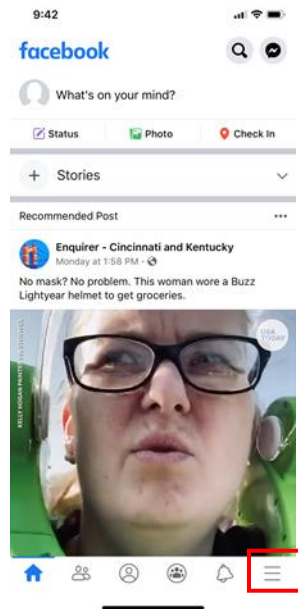 9:42
facebook
What's on your mind?
Status Photo Check In
+ Stories
Recommended Post
Enquirer - Cincinnati and Kentucky
Monday at 1:58 PM ·
No mask? No problem. This woman wore a Buzz
Lightyear helmet to get groceries.
USA
TODAY